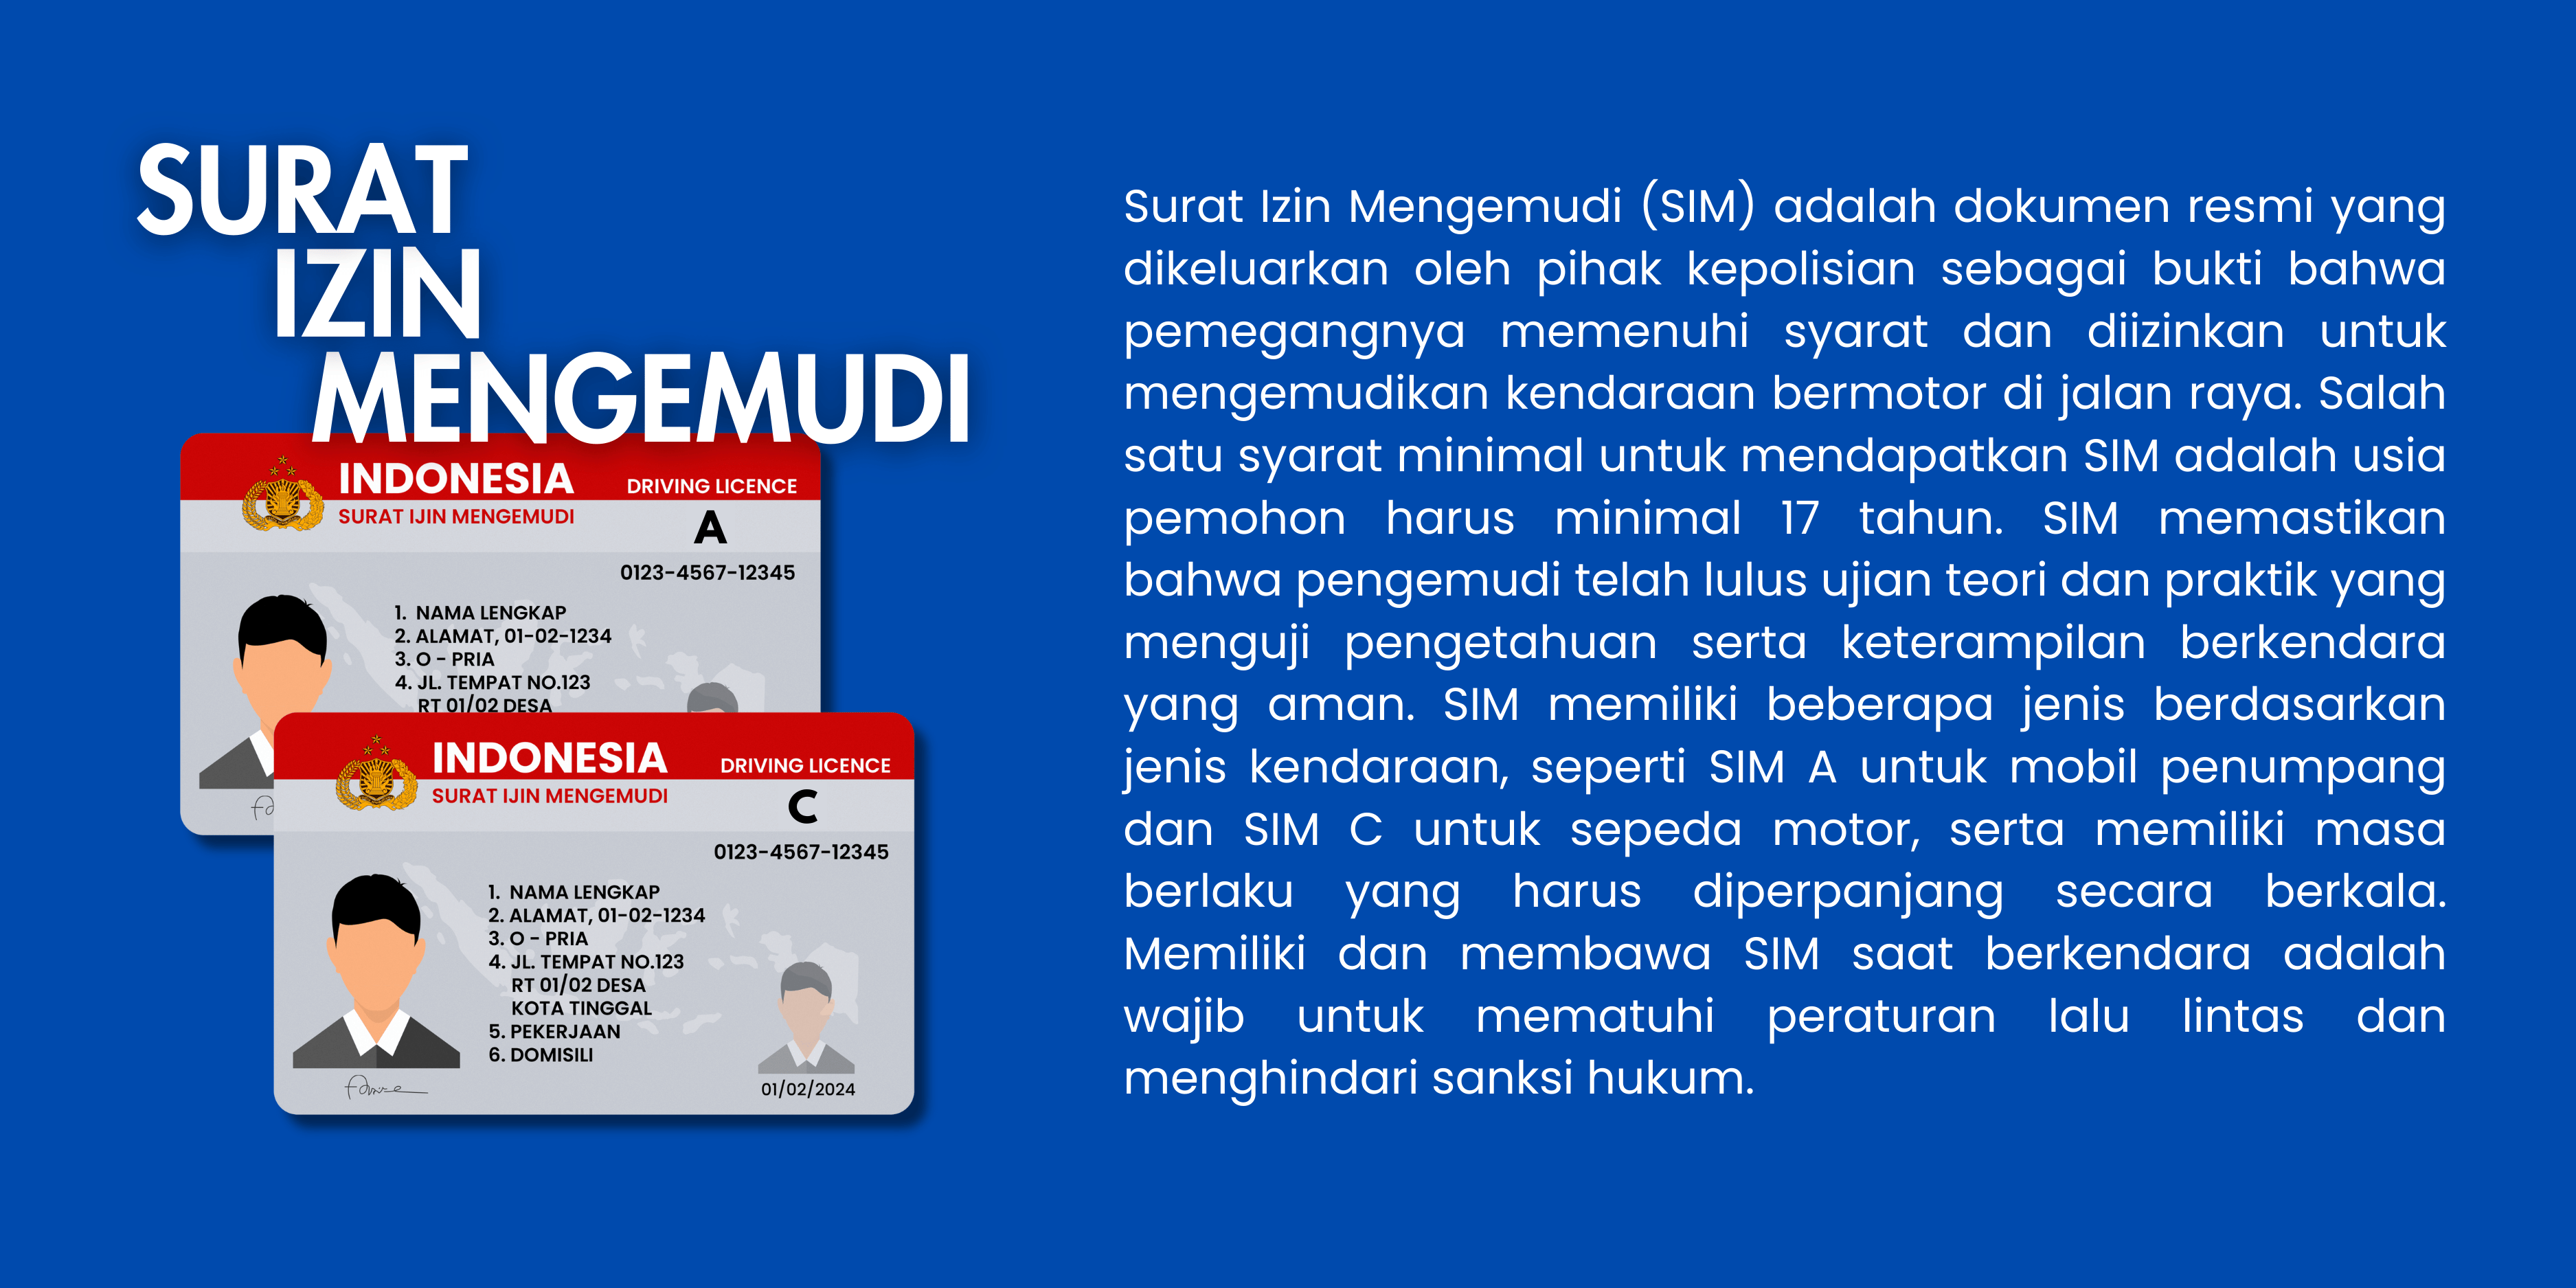 SURAT
IZIN
MENGEMUDI
INDONESIA
DRIVING LICENCE
SURAT IJIN MENGEMUDI
A
0123-4567-12345
1. NAMA LENGKAP
2. ALAMAT, 01-02-1234
3. O - PRIA
4. JL. TEMPAT NO.123
RT 01/02 DESA
INDONESIA
DRIVING LICENCE
SURAT IJIN MENGEMUDI
C
0123-4567-12345
1. NAMA LENGKAP
2. ALAMAT, 01-02-1234
3. O - PRIA
4. JL. TEMPAT NO.123
RT 01/02 DESA
KOTA TINGGAL
5. PEKERJAAN
6. DOMISILI
01/02/2024
Surat Izin Mengemudi (SIM) adalah dokumen resmi yang
dikeluarkan oleh pihak kepolisian sebagai bukti bahwa
pemegangnya memenuhi syarat dan diizinkan untuk
mengemudikan kendaraan bermotor di jalan raya. Salah
satu syarat minimal untuk mendapatkan SIM adalah usia
pemohon harus minimal 17 tahun. SIM memastikan
bahwa pengemudi telah lulus ujian teori dan praktik yang
menguji pengetahuan serta keterampilan berkendara
yang aman. SIM memiliki beberapa jenis berdasarkan
jenis kendaraan, seperti SIM A untuk mobil penumpang
dan SIM C untuk sepeda motor, serta memiliki masa
berlaku yang harus diperpanjang secara berkala.
Memiliki dan membawa SIM saat berkendara adalah
wajib untuk mematuhi peraturan lalu lintas dan
menghindari sanksi hukum.